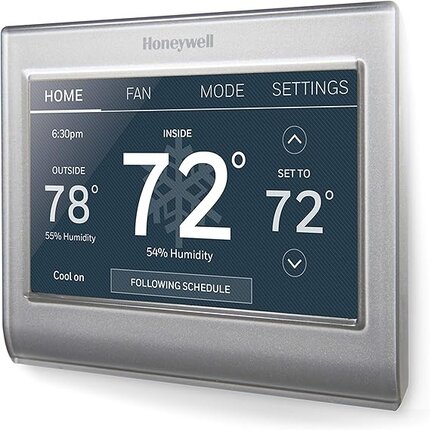 Honeywell
HOME FAN MODE SETTINGS
6:30pm
OUTSIDE
78°
55% Humidity
Cool on
INSIDE
72°
54% Humidity
FOLLOWING SCHEDULE
SET TO
72°